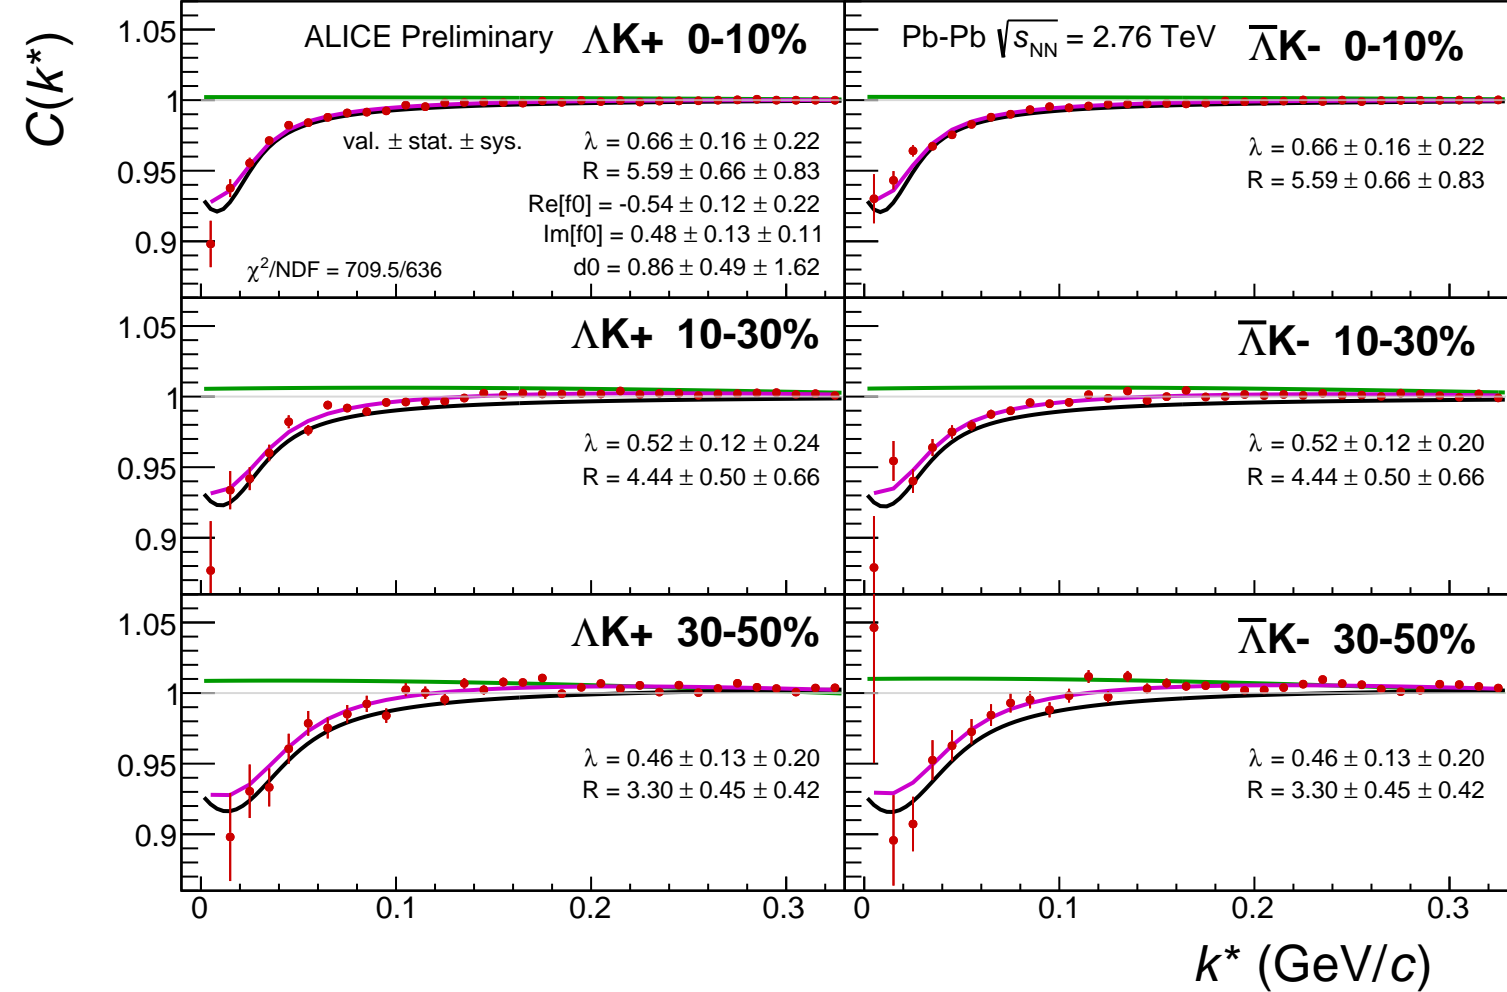 C(k*)
ALICE Preliminary ΛK+ 0-10%
val. ± stat. ± sys.
λ = 0.66 ± 0.16 ± 0.22
R = 5.59 ± 0.66 ± 0.83
Re[f0] = -0.54 ± 0.12 ± 0.22
Im[f0] = 0.48 ± 0.13 ± 0.11
d0 = 0.86 ± 0.49 ± 1.62
χ²/NDF = 709.5/636
1.05
1
0.95
0.9
Pb-Pb √sNN = 2.76 TeV Λ̅K- 0-10%
λ = 0.66 ± 0.16 ± 0.22
R = 5.59 ± 0.66 ± 0.83
ΛK+ 10-30%
λ = 0.52 ± 0.12 ± 0.24
R = 4.44 ± 0.50 ± 0.66
1.05
1
0.95
0.9
Λ̅K- 10-30%
λ = 0.52 ± 0.12 ± 0.20
R = 4.44 ± 0.50 ± 0.66
ΛK+ 30-50%
λ = 0.46 ± 0.13 ± 0.20
R = 3.30 ± 0.45 ± 0.42
1.05
1
0.95
0.9
Λ̅K- 30-50%
λ = 0.46 ± 0.13 ± 0.20
R = 3.30 ± 0.45 ± 0.42
0 0.1 0.2 0.3
0 0.1 0.2 0.3
k* (GeV/c)